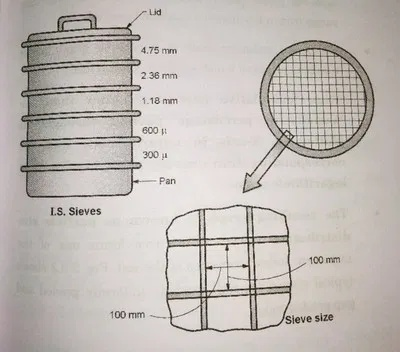 Lid
4.75 mm
2.36 mm
1.18 mm
600 μ
300 μ
Pan
I.S. Sieves
100 mm
100 mm
Sieve size